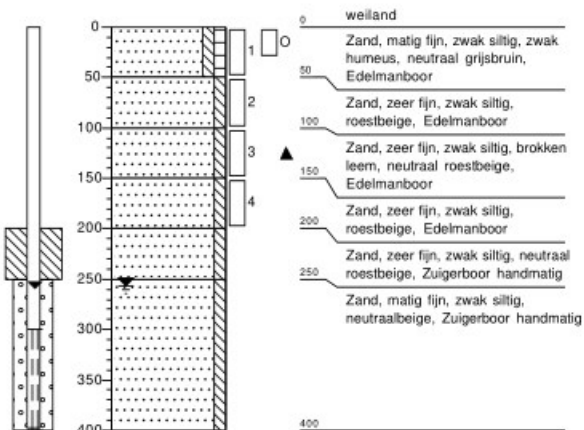 weiland
0
Zand, matig fijn, zwak siltig, zwak
humeus, neutraal grijsbruin,
Edelmanboor
50
Zand, zeer fijn, zwak siltig,
roestbeige, Edelmanboor
100
Zand, zeer fijn, zwak siltig, brokken
leem, neutraal roestbeige,
Edelmanboor
150
Zand, zeer fijn, zwak siltig,
roestbeige, Edelmanboor
200
Zand, zeer fijn, zwak siltig, neutraal
roestbeige, Zuigerboor handmatig
250
Zand, matig fijn, zwak siltig,
neutraalbeige, Zuigerboor handmatig
400
0
50
100
150
200
250
300
350
400
1
2
3
4
O